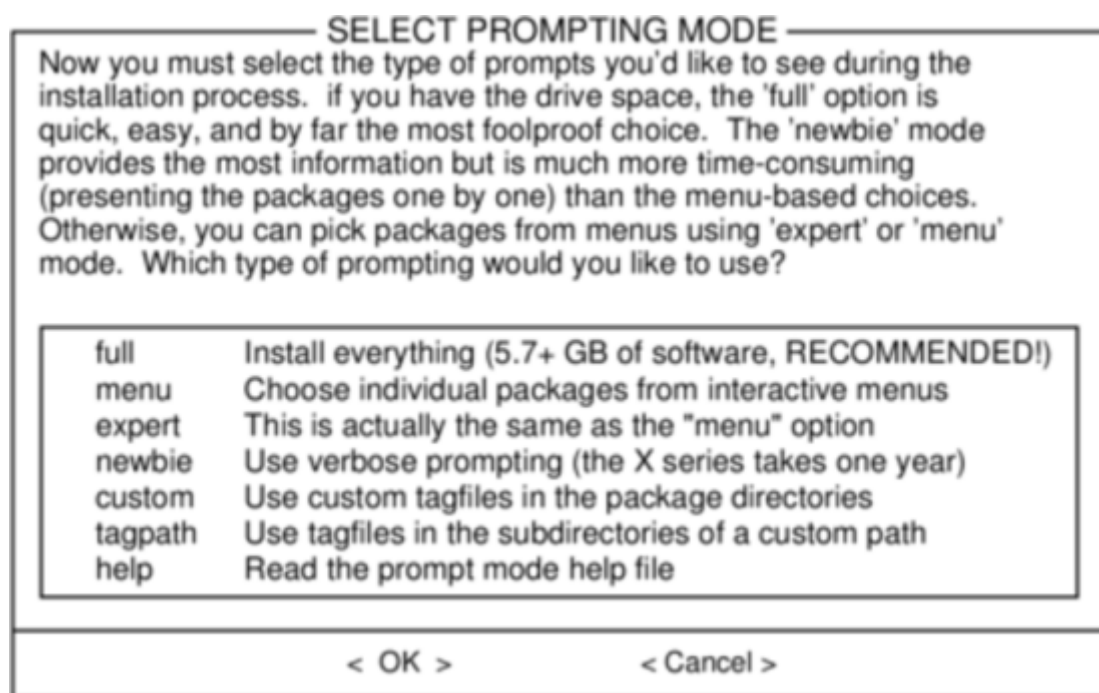 SELECT PROMPTING MODE
Now you must select the type of prompts you'd like to see during the
installation process.  if you have the drive space, the 'full' option is
quick, easy, and by far the most foolproof choice.  The 'newbie' mode
provides the most information but is much more time-consuming
(presenting the packages one by one) than the menu-based choices.
Otherwise, you can pick packages from menus using 'expert' or 'menu'
mode.  Which type of prompting would you like to use?
full Install everything (5.7+ GB of software, RECOMMENDED!)
menu Choose individual packages from interactive menus
expert This is actually the same as the "menu" option
newbie Use verbose prompting (the X series takes one year)
custom Use custom tagfiles in the package directories
tagpath Use tagfiles in the subdirectories of a custom path
help Read the prompt mode help file
< OK > < Cancel >